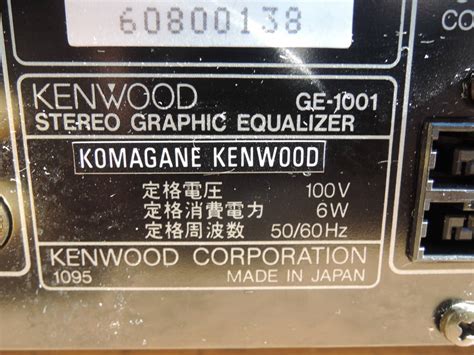 60800138
KENWOOD GE-1001
STEREO GRAPHIC EQUALIZER
KOMAGANE KENWOOD
定格電圧 100V
定格消費電力 6W
定格周波数 50/60Hz
KENWOOD CORPORATION
1095 MADE IN JAPAN